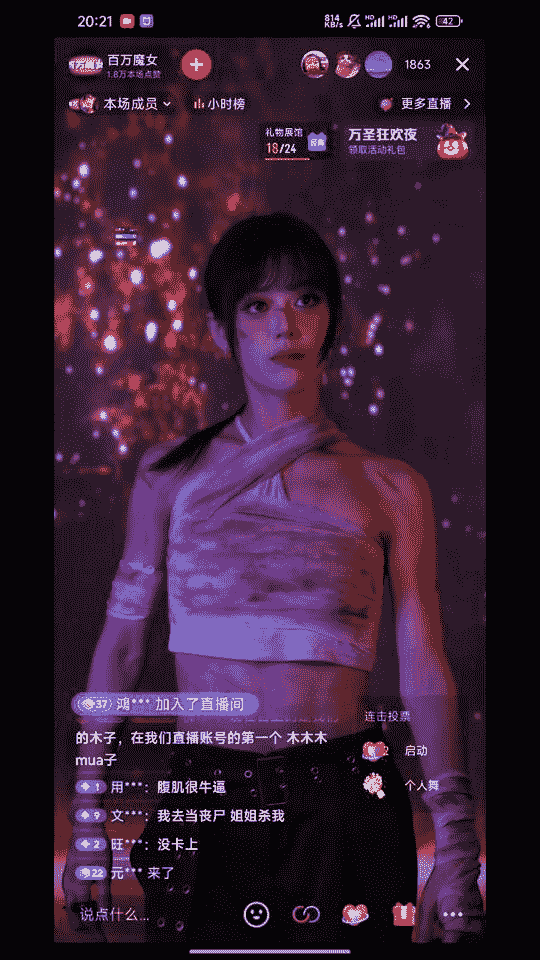 20:21
814 KB/s HD HD 42
百万魔女
1.8万本场点赞
1863
本场成员
小时榜
更多直播
礼物展馆
18/24
万圣狂欢夜
领取活动礼包
37 鸿*** 加入了直播间
连击投票
的木子，在我们直播账号的第一个 木木木
mua子
启动
1 用***：腹肌很牛逼
个人舞
9 文***：我去当丧尸 姐姐杀我
2 旺***：没卡上
22 元*** 来了
说点什么...